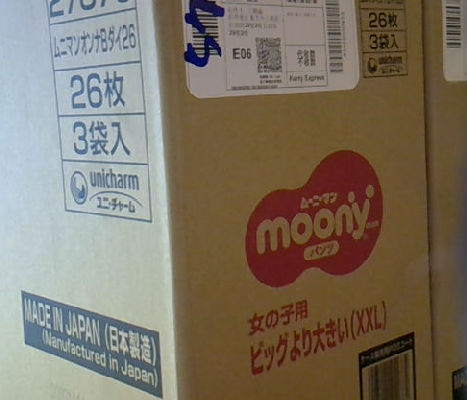 ムーニマンオンナBダイ26
26枚
3袋入
unicharm
ユニ・チャーム
MADE IN JAPAN (日本製造)
(Manufactured in Japan)
IE06
Kerry Express
26枚
3袋入
unicharm
ムーニーマン
moony
パンツ
女の子用
ビッグより大きい(XXL)